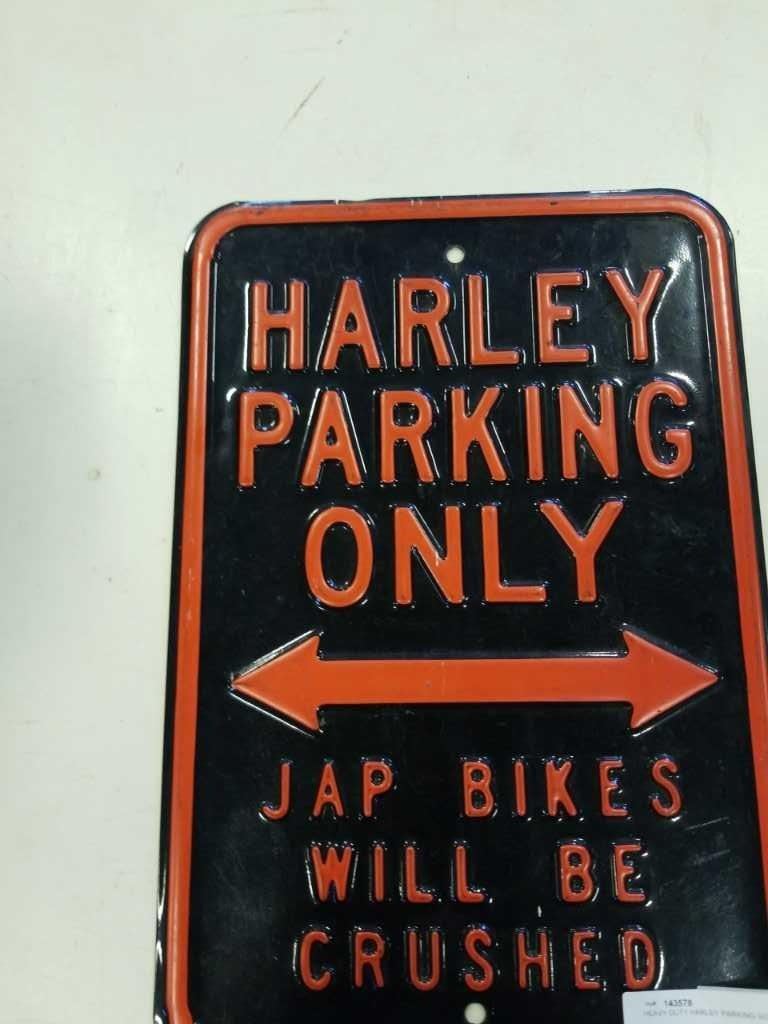 HARLEY
PARKING
ONLY
JAP BIKES
WILL BE
CRUSHED
143578
HEAVY DUTY HARLEY PARKING